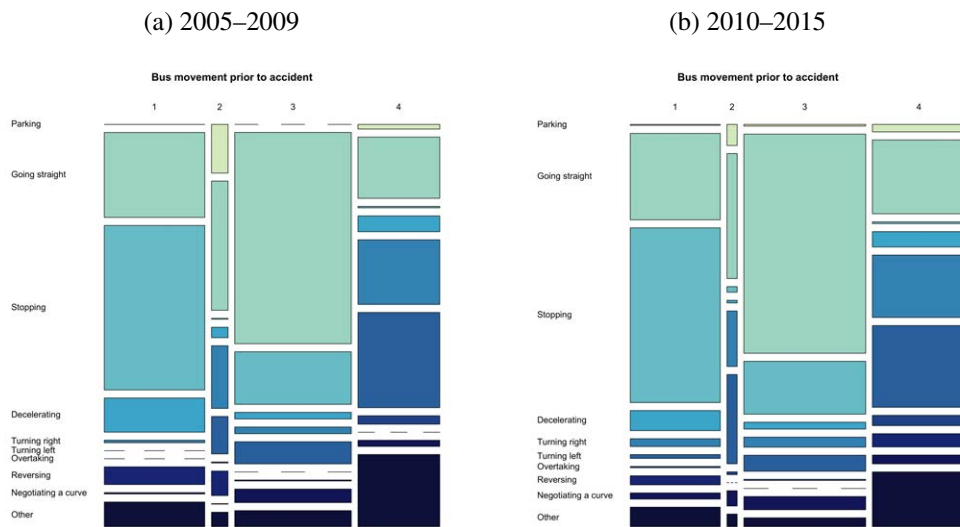 (a) 2005–2009
Bus movement prior to accident
1 2 3 4
Parking
Going straight
Stopping
Decelerating
Turning right
Turning left
Overtaking
Reversing
Negotiating a curve
Other
(b) 2010–2015
Bus movement prior to accident
1 2 3 4
Parking
Going straight
Stopping
Decelerating
Turning right
Turning left
Overtaking
Reversing
Negotiating a curve
Other